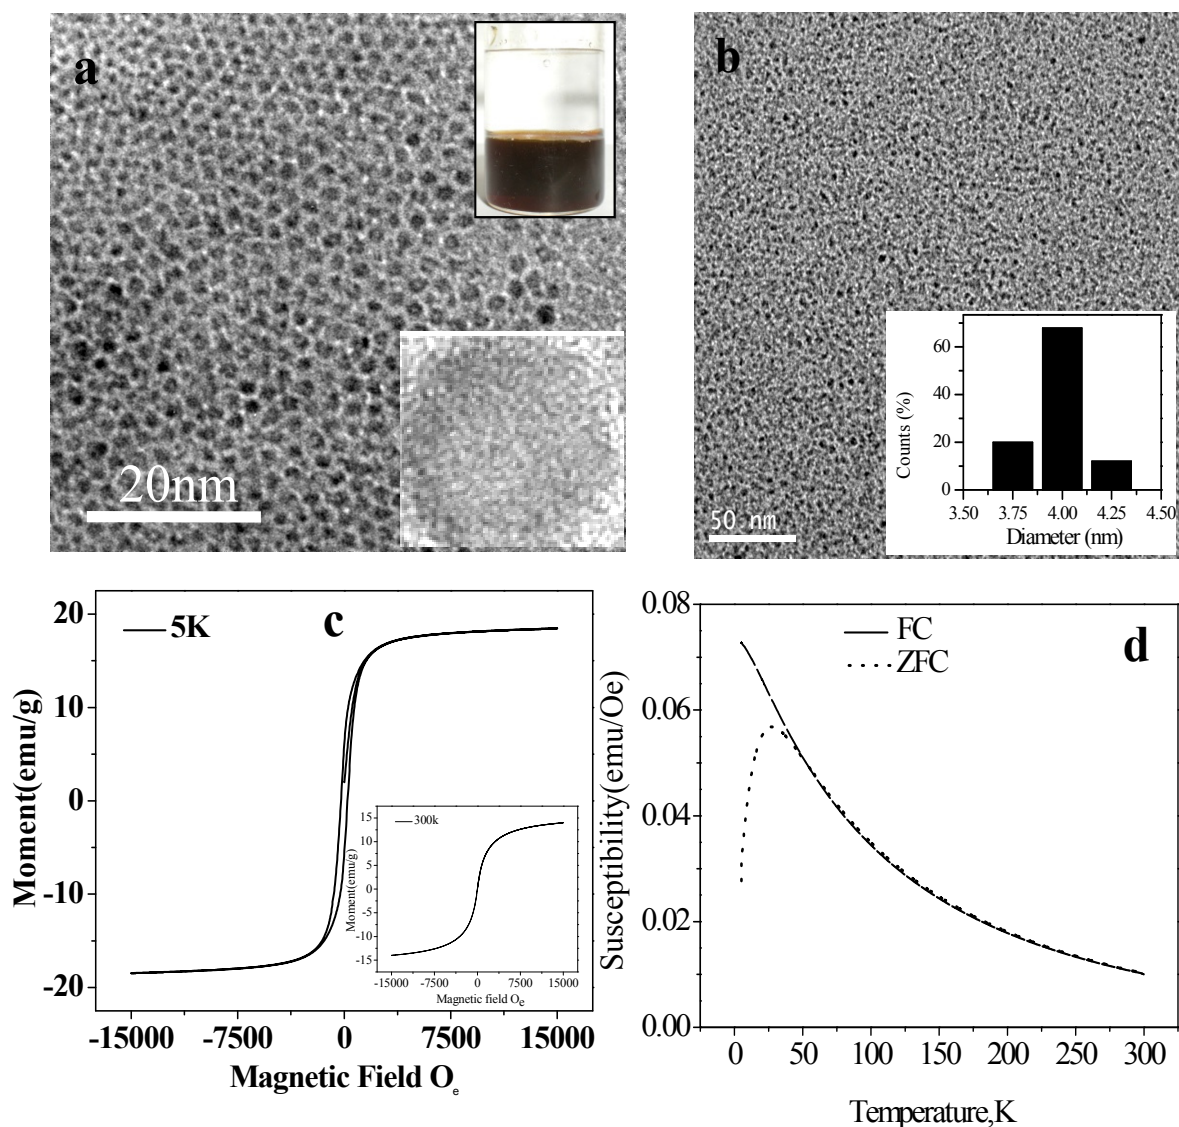 a
20nm
b
50 nm
Counts (%)
60
40
20
0
3.50 3.75 4.00 4.25 4.50
Diameter (nm)
c
5K
Moment(emu/g)
20
10
0
-10
-20
-15000 -7500 0 7500 15000
Magnetic Field Oe
300k
Moment(emu/g)
15
10
5
0
-5
-10
-15
-15000 -7500 0 7500 15000
Magnetic field Oe
d
FC
ZFC
Susceptibility(emu/Oe)
0.08
0.06
0.04
0.02
0.00
0 50 100 150 200 250 300
Temperature,K